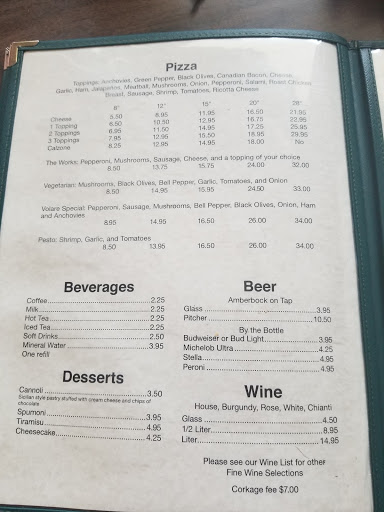 Pizza
Toppings: Anchovies, Green Pepper, Black Olives, Canadian Bacon, Cheese,
Garlic, Ham, Jalapeños, Meatball, Mushrooms, Onion, Pepperoni, Salami, Roast Chicken
Breast, Sausage, Shrimp, Tomatoes, Ricotta Cheese
8" 12" 15" 20" 28"
Cheese 5.50 8.95 11.95 16.50 21.95
1 Topping 6.50 10.50 12.95 16.75 22.95
2 Toppings 6.95 11.50 14.95 17.25 25.95
3 Toppings 7.95 12.95 15.50 18.95 29.95
Calzone 8.25 12.95 14.95 18.00 No
The Works: Pepperoni, Mushrooms, Sausage, Cheese, and a topping of your choice
8.50 13.75 15.75 24.00 32.00
Vegetarian: Mushrooms, Black Olives, Bell Pepper, Garlic, Tomatoes, and Onion
8.50 14.95 15.95 24.50 33.00
Volare Special: Pepperoni, Sausage, Mushrooms, Bell Pepper, Black Olives, Onion, Ham
and Anchovies
8.95 14.95 16.50 26.00 34.00
Pesto: Shrimp, Garlic, and Tomatoes
8.50 13.95 16.50 26.00 34.00
Beverages
Coffee 2.25
Milk 2.25
Hot Tea 2.25
Iced Tea 2.25
Soft Drinks 2.50
Mineral Water 3.95
One refill
Desserts
Cannoli 3.50
Sicilian style pastry stuffed with cream cheese and chips of
chocolate
Spumoni 3.95
Tiramisu 4.95
Cheesecake 4.25
Beer
Amberbock on Tap
Glass 3.95
Pitcher 10.50
By the Bottle
Budweiser or Bud Light 3.95
Michelob Ultra 4.25
Stella 4.95
Peroni 4.95
Wine
House, Burgundy, Rose, White, Chianti
Glass 4.50
1/2 Liter 8.95
Liter 14.95
Please see our Wine List for other
Fine Wine Selections
Corkage fee $7.00